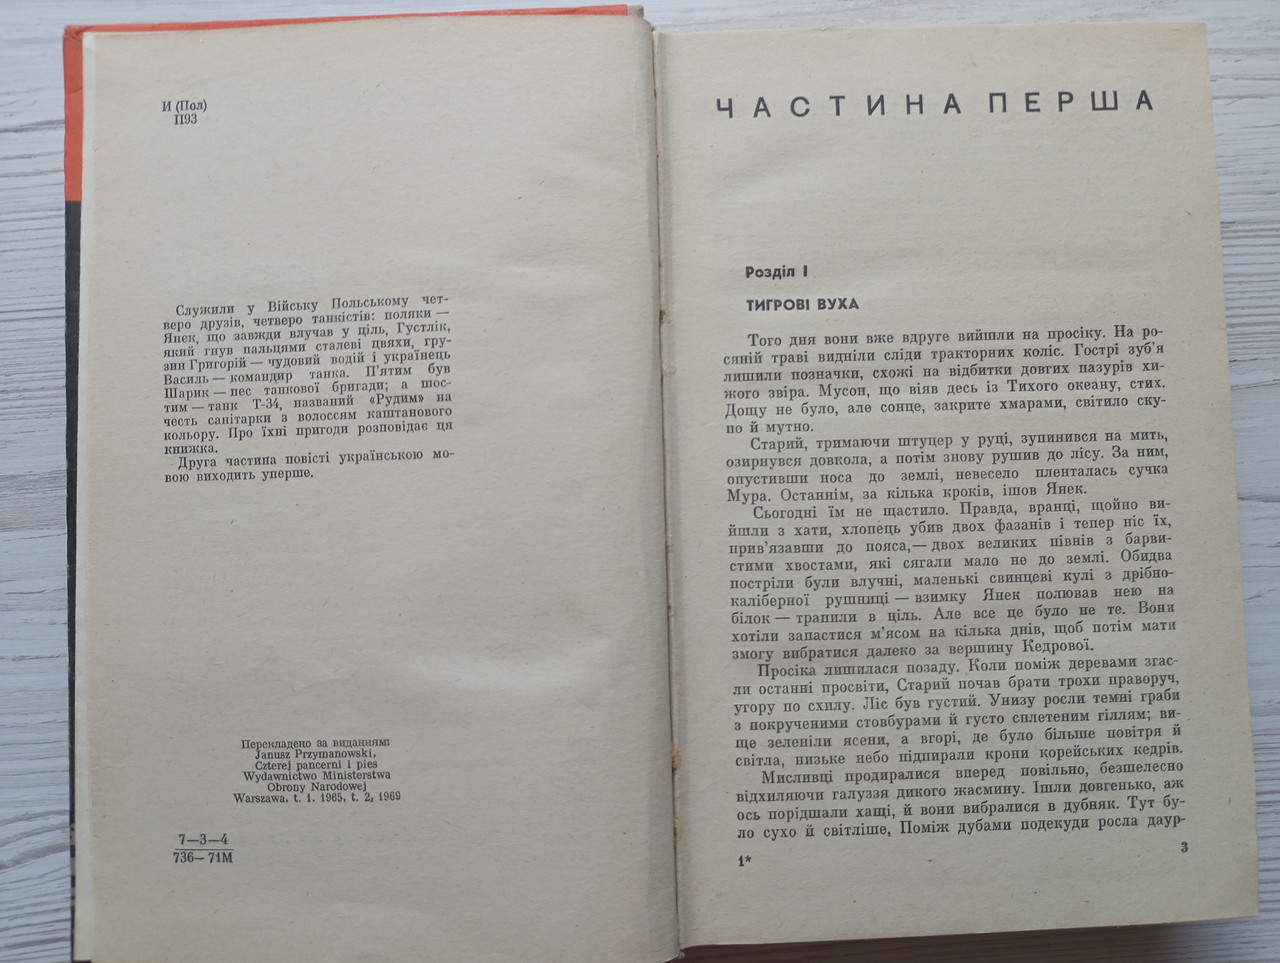 И (Пол)
П93
Служили у Війську Польському чет-
веро друзів, четверо танкістів: поляки —
Янек, що завжди влучав у ціль, Густлік,
який гнув пальцями сталеві двяхи, гру-
зин Григорій — чудовий водій і українець
Василь — командир танка. П'ятим був
Шарик — пес танкової бригади; а шос-
тим — танк Т-34, названий «Рудим» на
честь санітарки з волоссям каштанового
кольору. Про їхні пригоди розповідає ця
книжка.
Друга частина повісті українською мо-
вою виходить уперше.
Перекладено за виданнямі
Janusz Przymanowski,
Czterej pancerni i pies
Wydawnictwo Ministerstwa
Obrony Narodowej
Warszawa, t. 1. 1965, t. 2, 1969
7—3—4
736—71М
ЧАСТИНА ПЕРША
Розділ I
ТИГРОВІ ВУХА
Того дня вони вже вдруге вийшли на просіку. На ро-
сяній траві видніли сліди тракторних коліс. Гострі зуб'я
лишили позначки, схожі на відбитки довгих пазурів хи-
жого звіра. Мусон, що віяв десь із Тихого океану, стих.
Дощу не було, але сонце, закрите хмарами, світило ску-
по й мутно.
Старий, тримаючи штуцер у руці, зупинився на мить,
озирнувся довкола, а потім знову рушив до лісу. За ним,
опустивши носа до землі, невесело пленталась сучка
Мура. Останнім, за кілька кроків, ішов Янек.
Сьогодні їм не щастило. Правда, вранці, щойно ви-
йшли з хати, хлопець убив двох фазанів і тепер ніс їх,
прив'язавши до пояса,— двох великих півнів з барви-
стими хвостами, які сягали мало не до землі. Обидва
постріли були влучні, маленькі свинцеві кулі з дрібно-
каліберної рушниці — взимку Янек полював нею на
білок — трапили в ціль. Але все це було не те. Вони
хотіли запастися м'ясом на кілька днів, щоб потім мати
змогу вибратися далеко за вершину Кедрової.
Просіка лишилася позаду. Коли поміж деревами згас-
ли останні просвіти, Старий почав брати трохи праворуч,
угору по схилу. Ліс був густий. Унизу росли темні граби
з покрученими стовбурами й густо сплетеним гіллям; ви-
ще зеленіли ясени, а вгорі, де було більше повітря й
світла, низьке небо підпирали крони корейських кедрів.
Мисливці продиралися вперед повільно, безшелесно
відхиляючи галуззя дикого жасмину. Ішли довгенько, аж
ось порідшали хащі, й вони вибралися в дубняк. Тут бу-
ло сухо й світліше, Поміж дубами подекуди росла даур-
1*
3